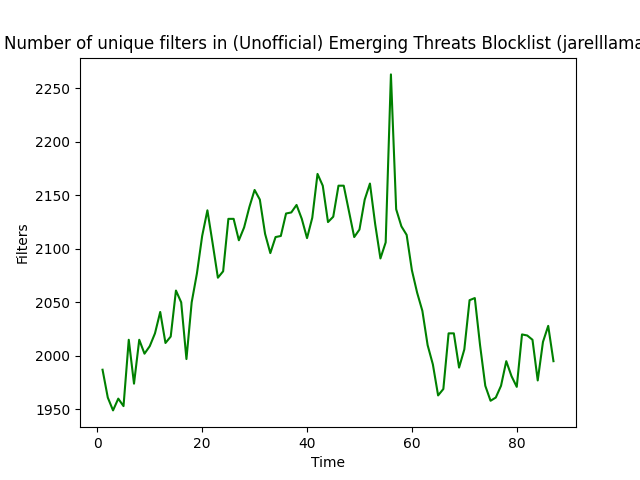 Number of unique filters in (Unofficial) Emerging Threats Blocklist (jarelllama
2250
2200
2150
2100
2050
2000
1950
Filters
0 20 40 60 80
Time